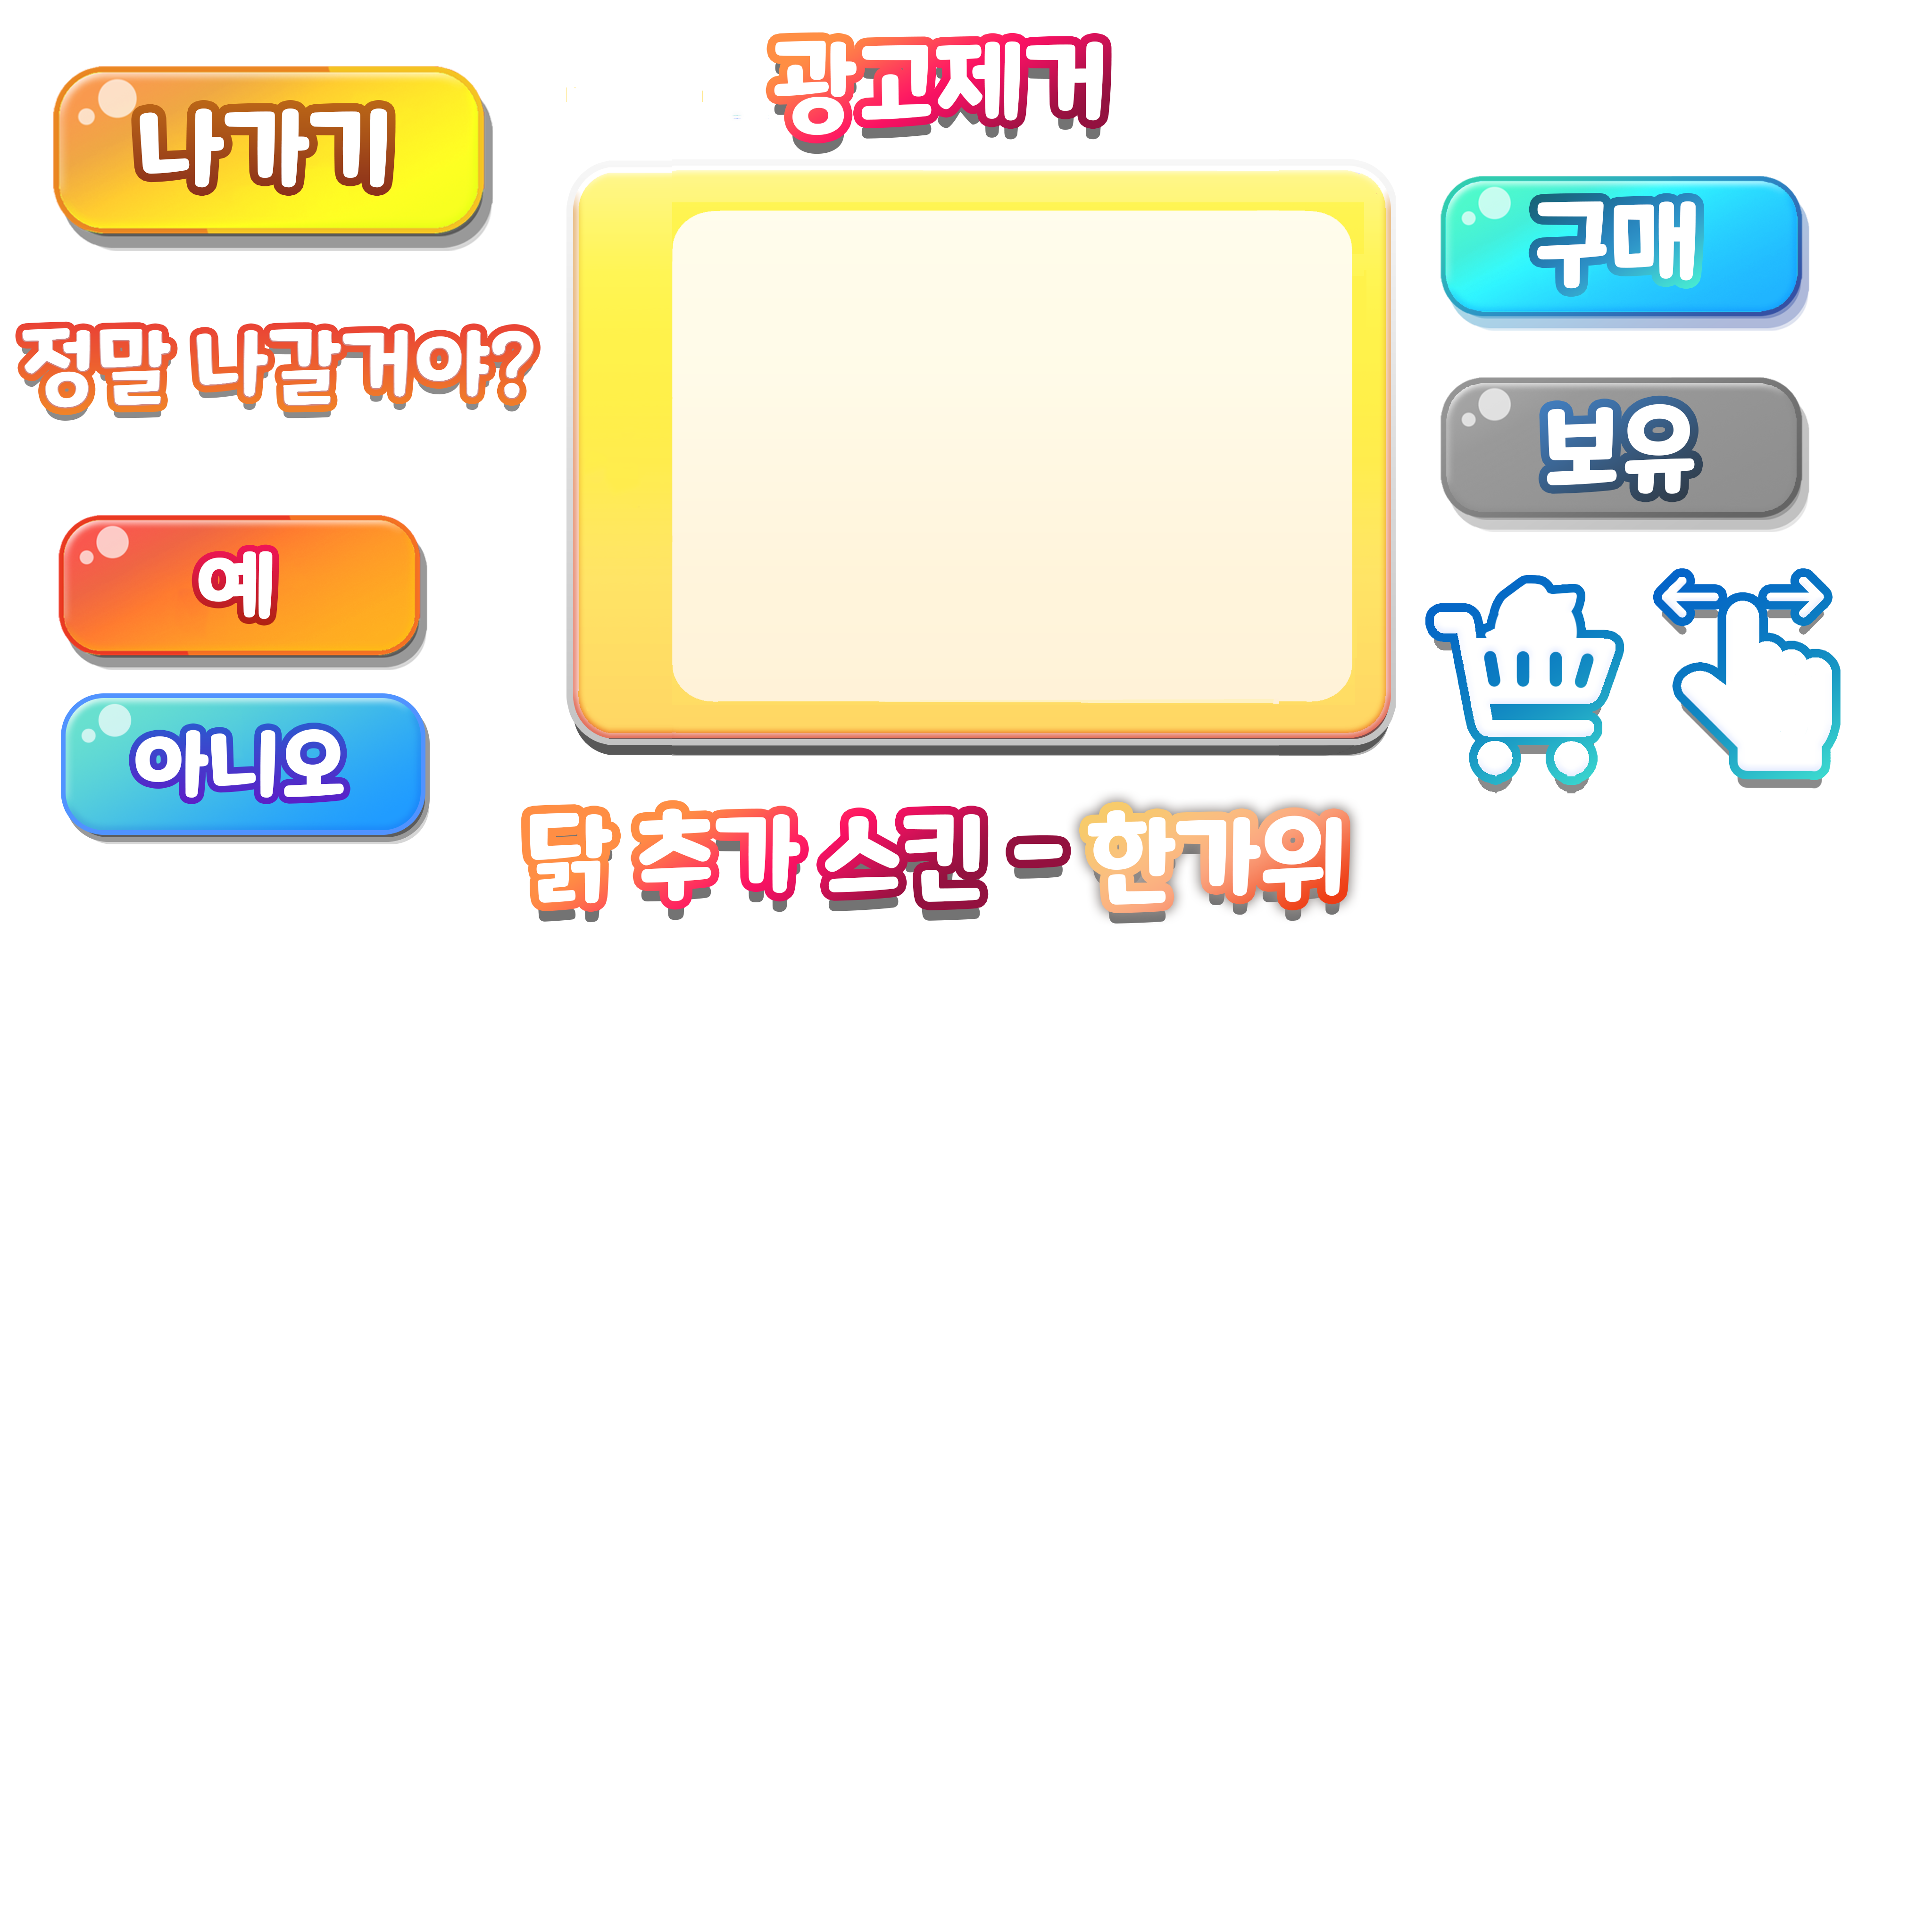 광고제거
나가기
구매
정말 나갈거야?
보유
예
아니오
닭 추가 스킨 - 한가위